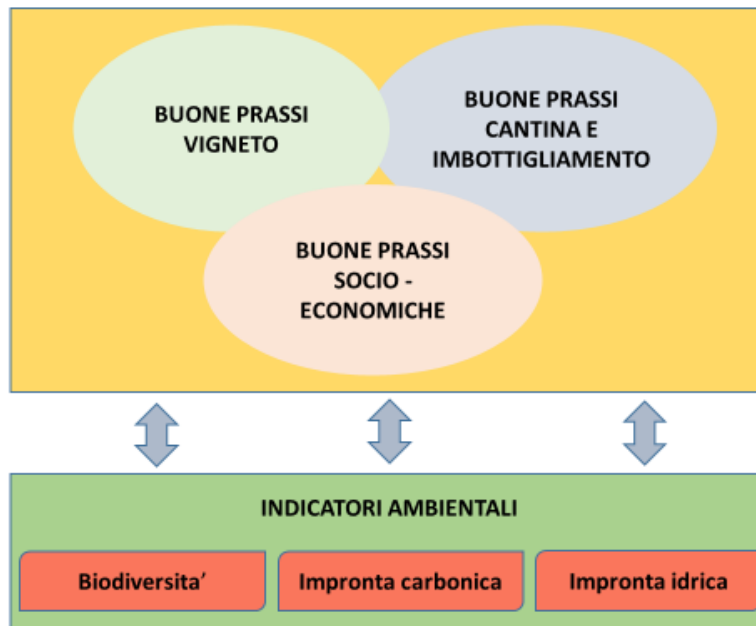 BUONE PRASSI
VIGNETO
BUONE PRASSI
CANTINA E
IMBOTTIGLIAMENTO
BUONE PRASSI
SOCIO -
ECONOMICHE
INDICATORI AMBIENTALI
Biodiversita’
Impronta carbonica
Impronta idrica